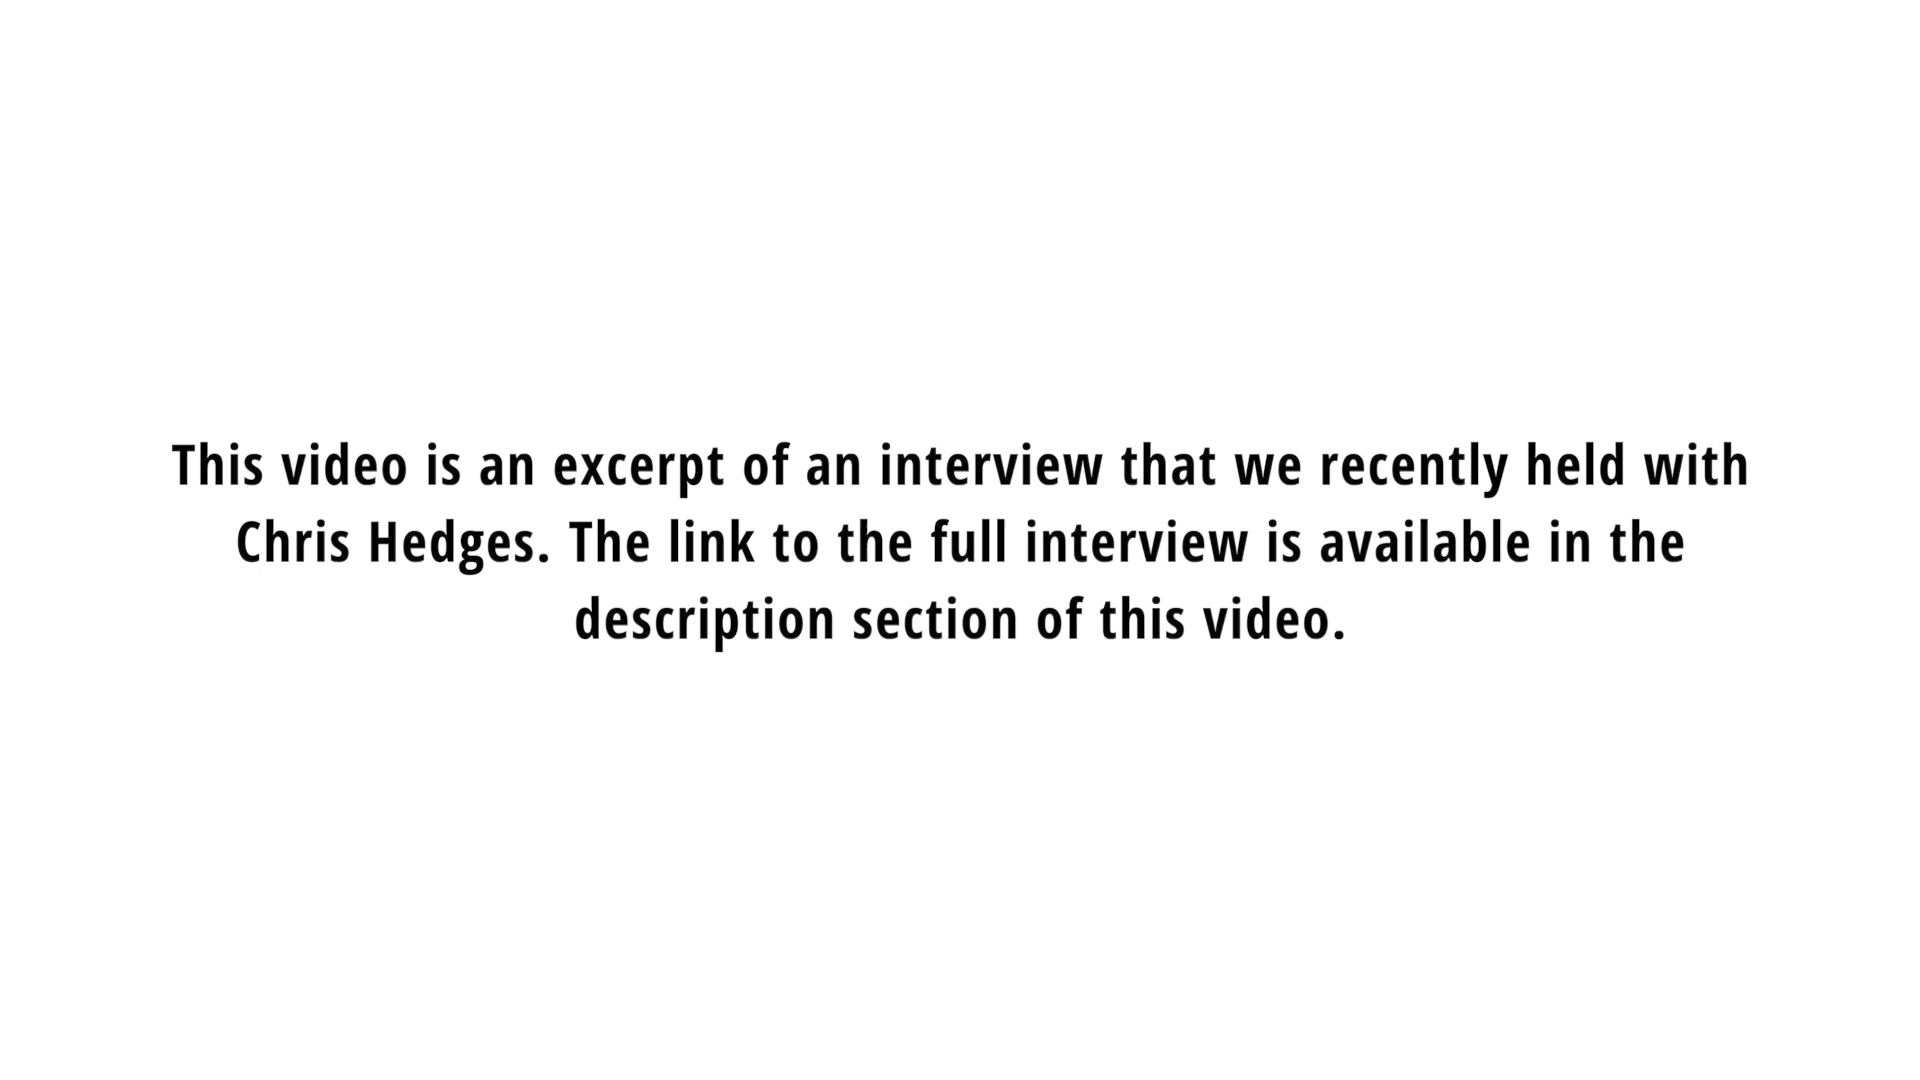 This video is an excerpt of an interview that we recently held with
Chris Hedges. The link to the full interview is available in the
description section of this video.